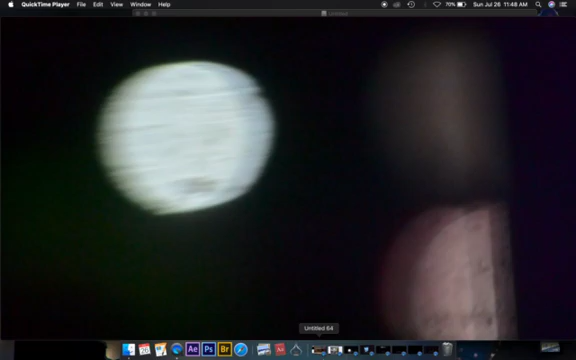 QuickTime Player File Edit View Window Help 70% Sun Jul 26 11:48 AM
Untitled
Untitled 64
Ae Ps Br